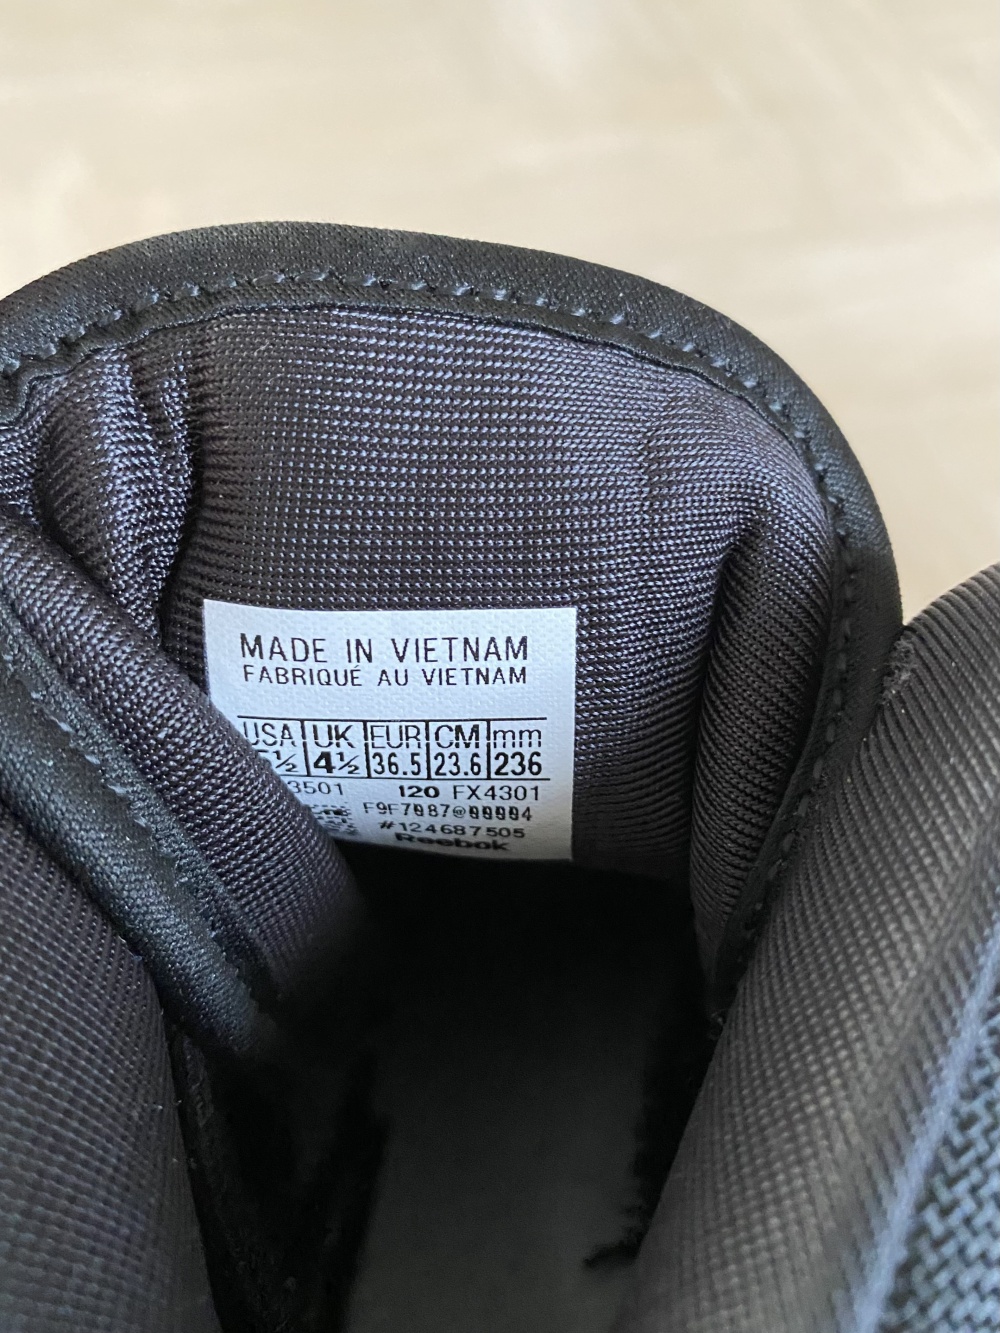 MADE IN VIETNAM
FABRIQUÉ AU VIETNAM
USA UK EUR CM mm
4½ 36.5 23.6 236
120 FX4301
#124687505
Reebok